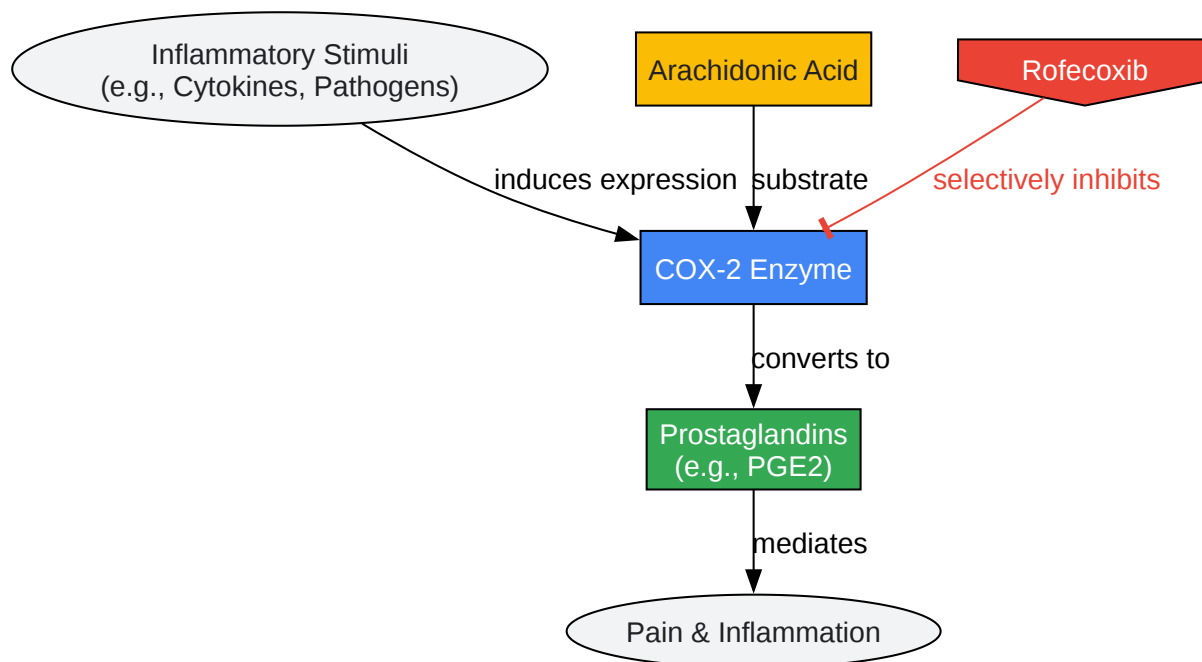 Inflammatory Stimuli
(e.g., Cytokines, Pathogens)
Arachidonic Acid
Rofecoxib
induces expression
substrate
selectively inhibits
COX-2 Enzyme
converts to
Prostaglandins
(e.g., PGE2)
mediates
Pain & Inflammation